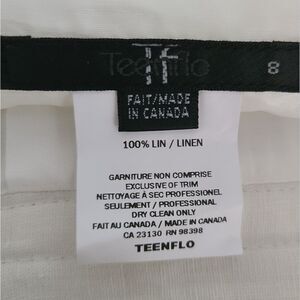 Teenflo
Tf
8
FAIT/MADE
IN CANADA
100% LIN / LINEN
GARNITURE NON COMPRISE
EXCLUSIVE OF TRIM
NETTOYAGE À SEC PROFESSIONEL
SEULEMENT / PROFESSIONAL
DRY CLEAN ONLY
FAIT AU CANADA / MADE IN CANADA
CA 23130 RN 98398
TEENFLO